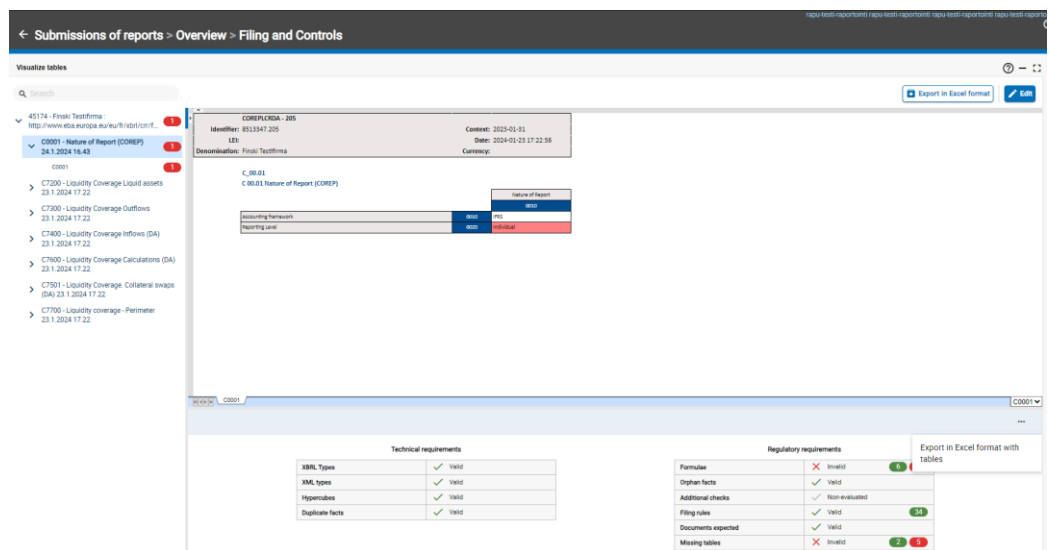 rapu-testi-raportointi rapu-testi-raportointi rapu-testi-raportointi rapu-testi-raporto
← Submissions of reports > Overview > Filing and Controls
Visualize tables
Search
Export in Excel format
Edit
45174 - Finski Testifirma :
http://www.eba.europa.eu/eu/fr/xbrl/crr/f... 1
C0001 - Nature of Report (COREP)
24.1.2024 16.43 1
C0001 1
C7200 - Liquidity Coverage Liquid assets
23.1.2024 17.22
C7300 - Liquidity Coverage Outflows
23.1.2024 17.22
C7400 - Liquidity Coverage Inflows (DA)
23.1.2024 17.22
C7600 - Liquidity Coverage Calculations (DA)
23.1.2024 17.22
C7501 - Liquidity Coverage. Collateral swaps
(DA) 23.1.2024 17.22
C7700 - Liquidity coverage - Perimeter
23.1.2024 17.22
COREPLCRDA - 205
Identifier: 8513347.205 Context: 2023-01-31
LEI: Date: 2024-01-23 17:22:56
Denomination: Finski Testifirma Currency:
C_00.01
C 00.01 Nature of Report (COREP)
Nature of Report
0010
Accounting framework 0010 IFRS
Reporting Level 0020 Individual
C0001 C0001
...
Export in Excel format with
tables
Technical requirements
XBRL Types Valid
XML types Valid
Hypercubes Valid
Duplicate facts Valid
Regulatory requirements
Formulae Invalid 6
Orphan facts Valid
Additional checks Non-evaluated
Filing rules Valid 34
Documents expected Valid
Missing tables Invalid 2 5